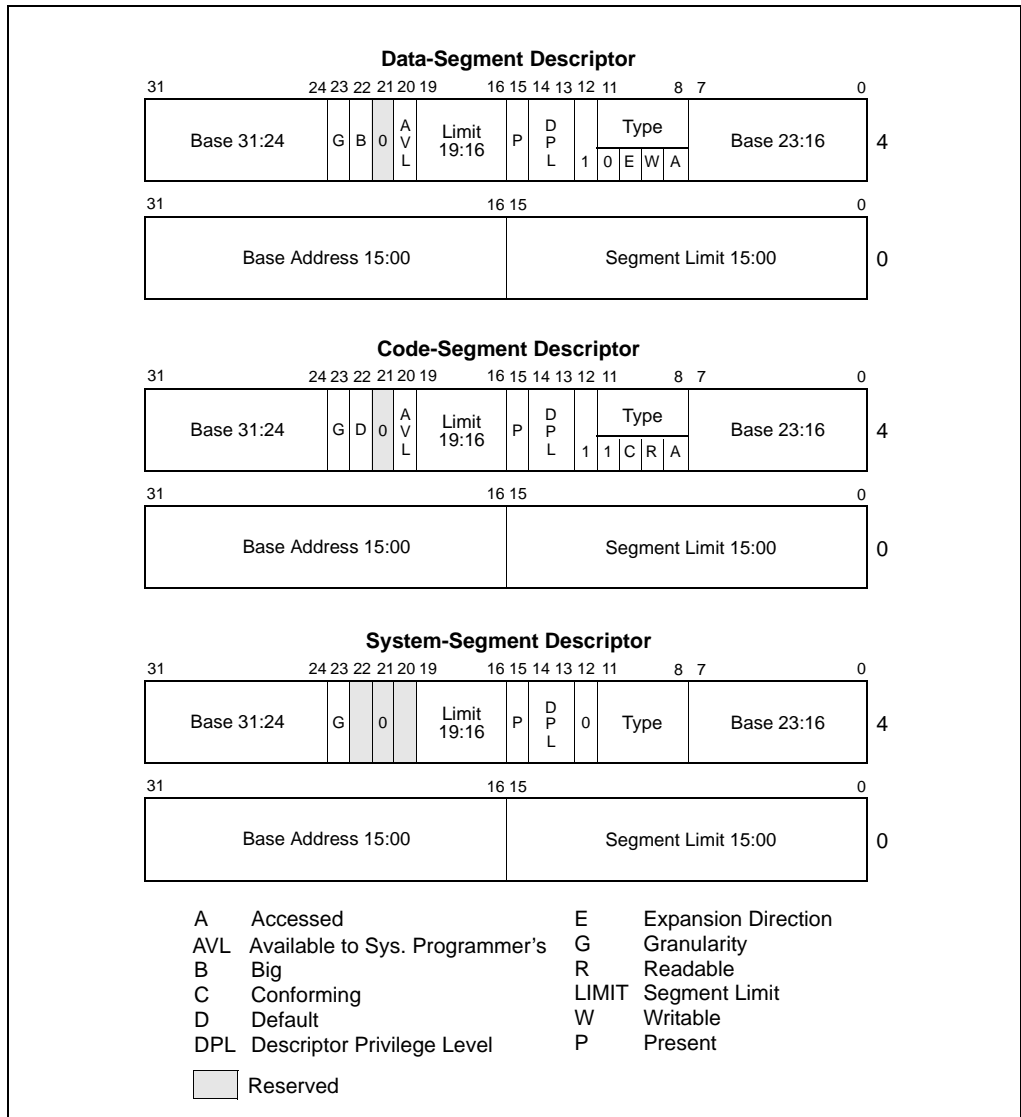 Data-Segment Descriptor
31 24 23 22 21 20 19 16 15 14 13 12 11 8 7 0
Base 31:24 G B 0 AVL Limit 19:16 P DPL 1 Type 0 E W A Base 23:16 4
31 16 15 0
Base Address 15:00 Segment Limit 15:00 0
Code-Segment Descriptor
31 24 23 22 21 20 19 16 15 14 13 12 11 8 7 0
Base 31:24 G D 0 AVL Limit 19:16 P DPL 1 Type 1 C R A Base 23:16 4
31 16 15 0
Base Address 15:00 Segment Limit 15:00 0
System-Segment Descriptor
31 24 23 22 21 20 19 16 15 14 13 12 11 8 7 0
Base 31:24 G 0 Limit 19:16 P DPL 0 Type Base 23:16 4
31 16 15 0
Base Address 15:00 Segment Limit 15:00 0
A Accessed
AVL Available to Sys. Programmer's
B Big
C Conforming
D Default
DPL Descriptor Privilege Level
E Expansion Direction
G Granularity
R Readable
LIMIT Segment Limit
W Writable
P Present
Reserved